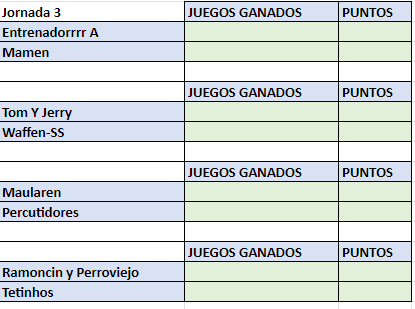 Jornada 3 JUEGOS GANADOS PUNTOS
Entrenadorrrr A
Mamen
JUEGOS GANADOS PUNTOS
Tom Y Jerry
Waffen-SS
JUEGOS GANADOS PUNTOS
Maularen
Percutidores
JUEGOS GANADOS PUNTOS
Ramoncin y Perroviejo
Tetinhos